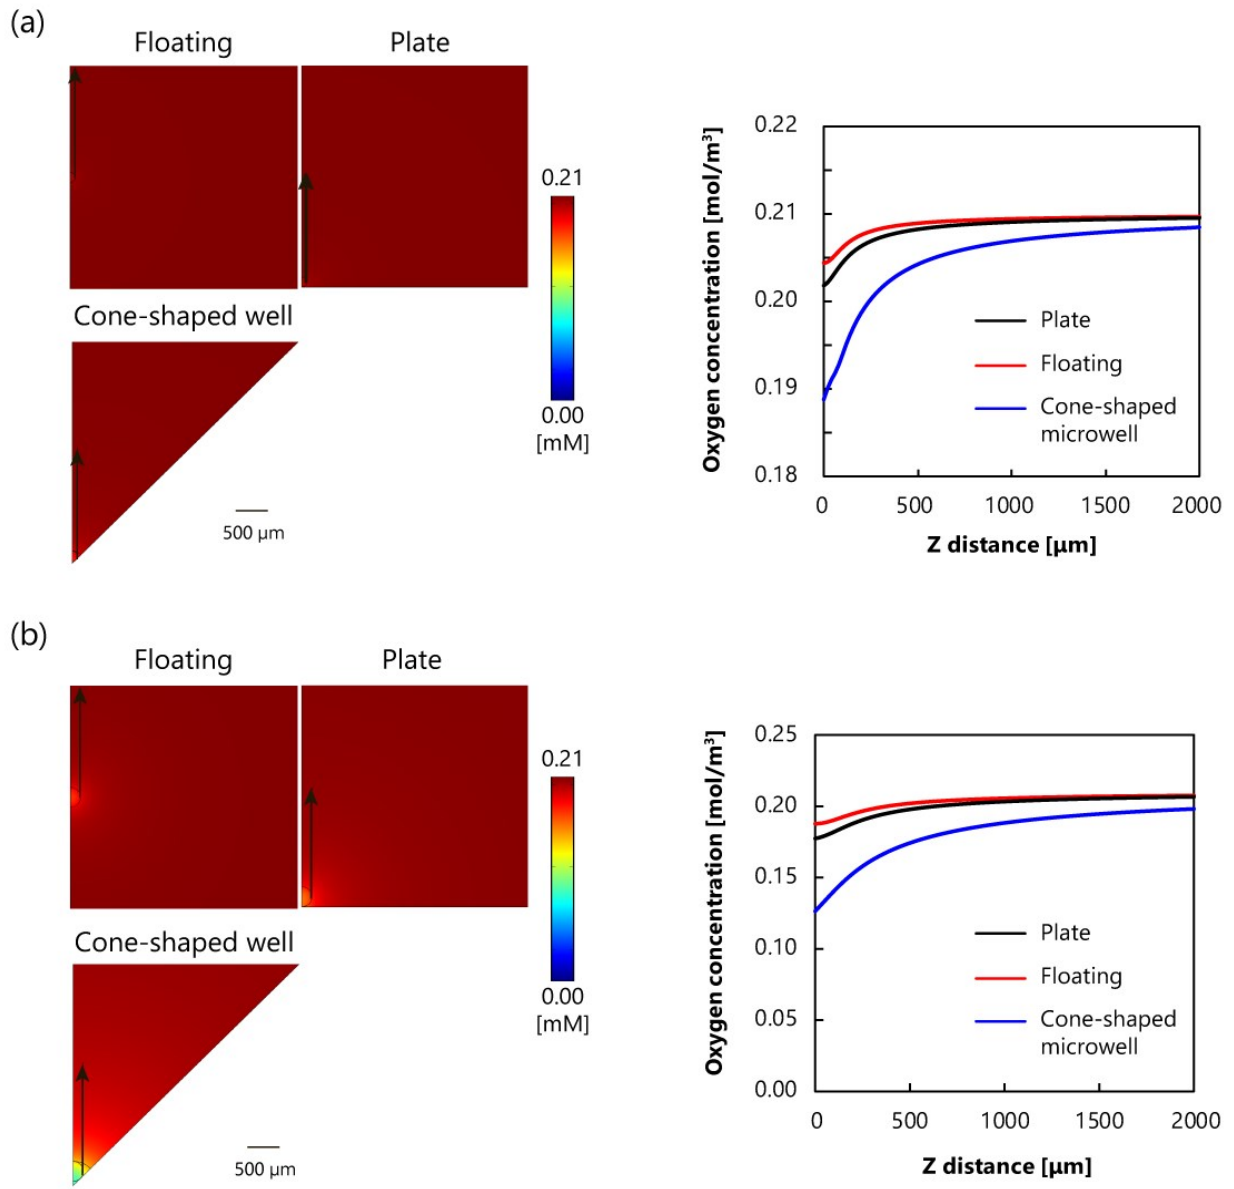 (a)
Floating
Plate
Cone-shaped well
0.21
0.00
[mM]
500 µm
Oxygen concentration [mol/m³]
0.22
0.21
0.20
0.19
0.18
Plate
Floating
Cone-shaped
microwell
0
500
1000
1500
2000
Z distance [µm]
(b)
Floating
Plate
Cone-shaped well
0.21
0.00
[mM]
500 µm
Oxygen concentration [mol/m³]
0.25
0.20
0.15
0.10
0.05
0.00
Plate
Floating
Cone-shaped
microwell
0
500
1000
1500
2000
Z distance [µm]